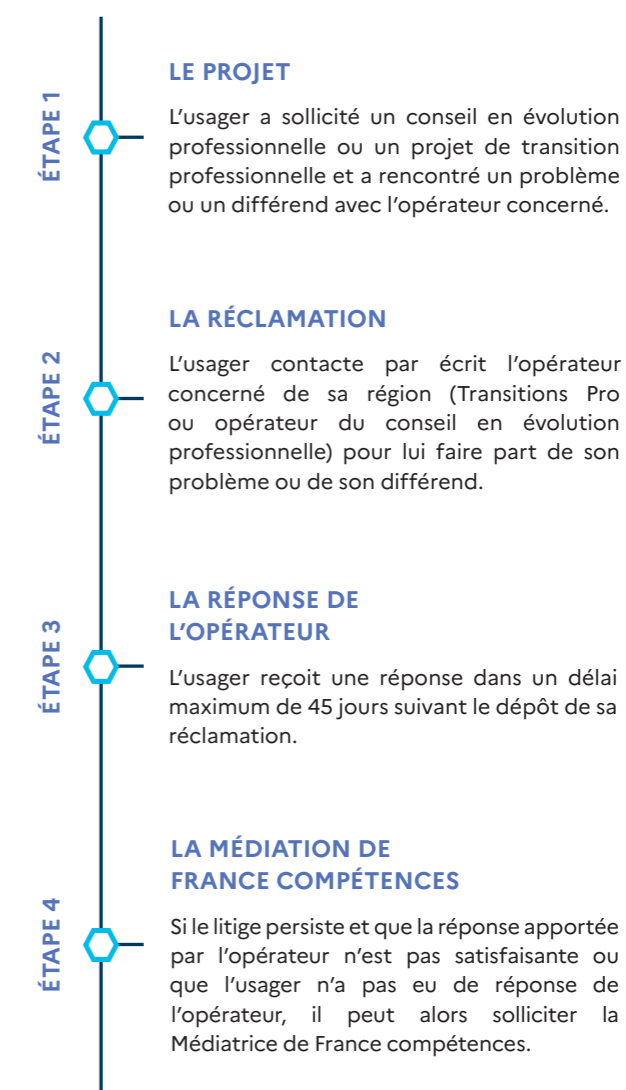 ÉTAPE 1
LE PROJET
L’usager a sollicité un conseil en évolution
professionnelle ou un projet de transition
professionnelle et a rencontré un problème
ou un différend avec l’opérateur concerné.
ÉTAPE 2
LA RÉCLAMATION
L’usager contacte par écrit l’opérateur
concerné de sa région (Transitions Pro
ou opérateur du conseil en évolution
professionnelle) pour lui faire part de son
problème ou de son différend.
ÉTAPE 3
LA RÉPONSE DE
L’OPÉRATEUR
L’usager reçoit une réponse dans un délai
maximum de 45 jours suivant le dépôt de sa
réclamation.
ÉTAPE 4
LA MÉDIATION DE
FRANCE COMPÉTENCES
Si le litige persiste et que la réponse apportée
par l’opérateur n’est pas satisfaisante ou
que l’usager n’a pas eu de réponse de
l’opérateur, il peut alors solliciter la
Médiatrice de France compétences.